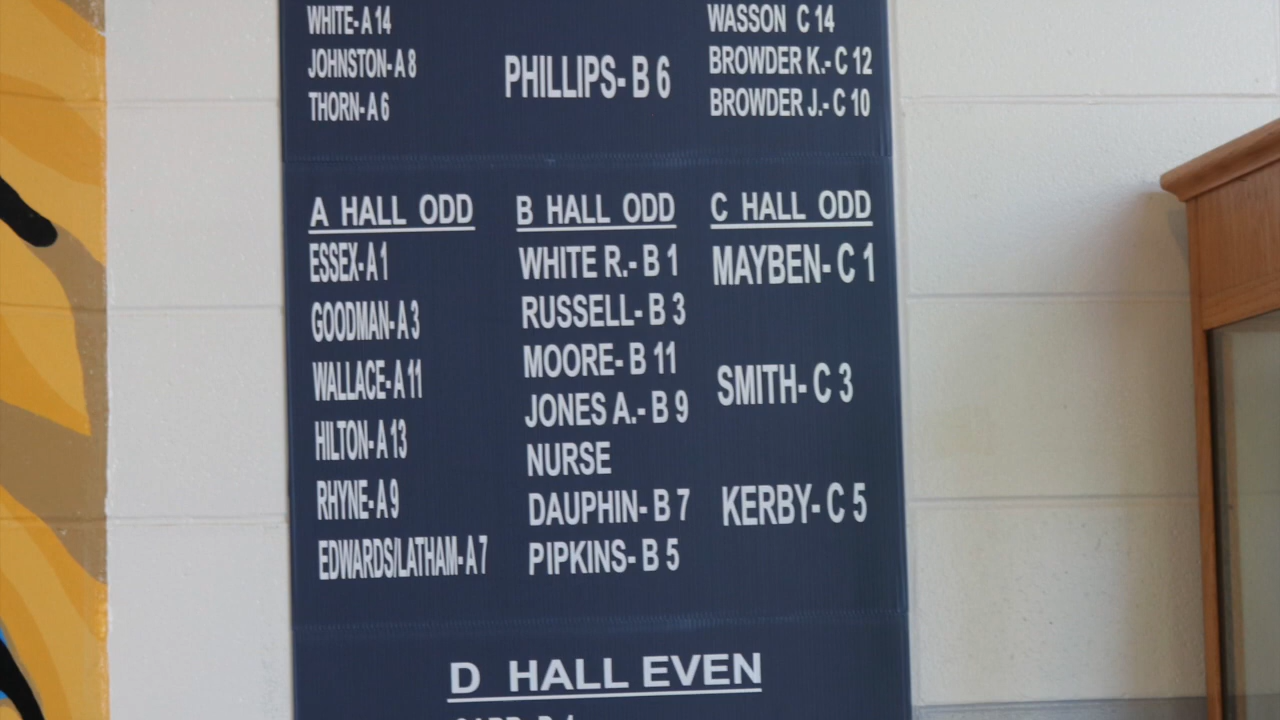 WHITE- A 14
JOHNSTON- A 8
THORN- A 6
PHILLIPS- B 6
WASSON C 14
BROWDER K.- C 12
BROWDER J.- C 10
A HALL ODD
ESSEX- A 1
GOODMAN- A 3
WALLACE- A 11
HILTON- A 13
RHYNE- A 9
EDWARDS/LATHAM- A 7
B HALL ODD
WHITE R.- B 1
RUSSELL- B 3
MOORE- B 11
JONES A.- B 9
NURSE
DAUPHIN- B 7
PIPKINS- B 5
C HALL ODD
MAYBEN- C 1
SMITH- C 3
KERBY- C 5
D HALL EVEN